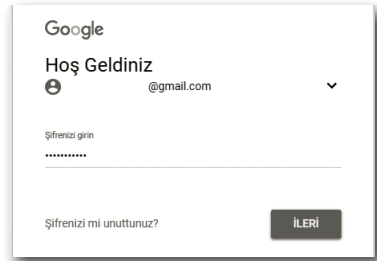 Google
Hoş Geldiniz
@gmail.com
Şifrenizi girin
•••••••••••
Şifrenizi mi unuttunuz? İLERİ